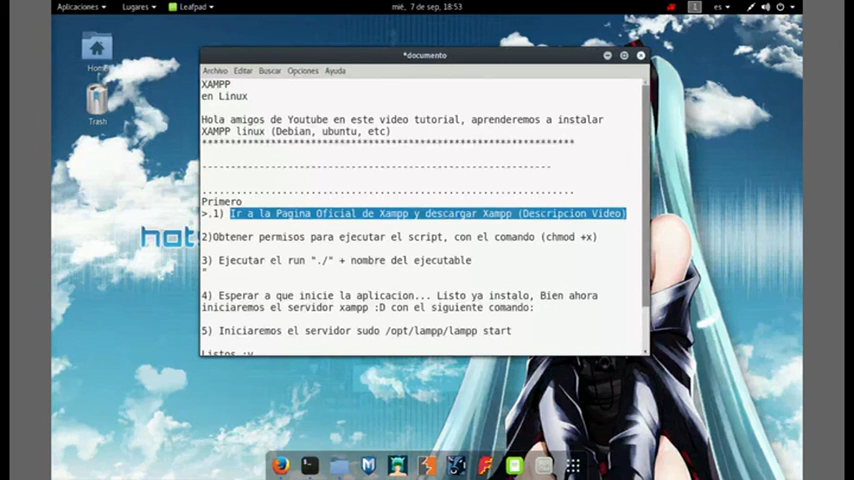 Aplicaciones Lugares Leafpad mié, 7 de sep, 18:53 1 es
Home
Trash
*documento
Archivo Editar Buscar Opciones Ayuda
XAMPP
en Linux
Hola amigos de Youtube en este video tutorial, aprenderemos a instalar
XAMPP linux (Debian, ubuntu, etc)
****************************************************************
-------------------------------------------------------------
................................................................
Primero
>.1) Ir a la Pagina Oficial de Xampp y descargar Xampp (Descripcion Video)
2)Obtener permisos para ejecutar el script, con el comando (chmod +x)
3) Ejecutar el run "./" + nombre del ejecutable
"
4) Esperar a que inicie la aplicacion... Listo ya instalo, Bien ahora
iniciaremos el servidor xampp :D con el siguiente comando:
5) Iniciaremos el servidor sudo /opt/lampp/lampp start
Listos :v